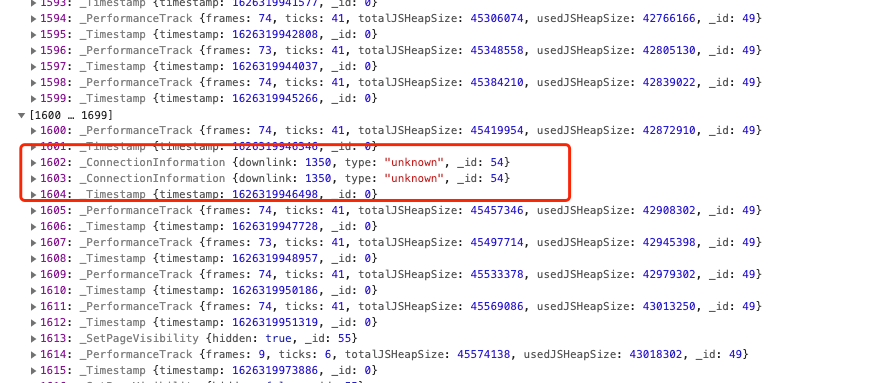 1593: _Timestamp {timestamp: 1626319941577, _id: 0}
1594: _PerformanceTrack {frames: 74, ticks: 41, totalJSHeapSize: 45306074, usedJSHeapSize: 42766166, _id: 49}
1595: _Timestamp {timestamp: 1626319942808, _id: 0}
1596: _PerformanceTrack {frames: 73, ticks: 41, totalJSHeapSize: 45348558, usedJSHeapSize: 42805130, _id: 49}
1597: _Timestamp {timestamp: 1626319944037, _id: 0}
1598: _PerformanceTrack {frames: 74, ticks: 41, totalJSHeapSize: 45384210, usedJSHeapSize: 42839022, _id: 49}
1599: _Timestamp {timestamp: 1626319945266, _id: 0}
[1600 … 1699]
1600: _PerformanceTrack {frames: 74, ticks: 41, totalJSHeapSize: 45419954, usedJSHeapSize: 42872910, _id: 49}
1601: _Timestamp {timestamp: 1626319946346, _id: 0}
1602: _ConnectionInformation {downlink: 1350, type: "unknown", _id: 54}
1603: _ConnectionInformation {downlink: 1350, type: "unknown", _id: 54}
1604: _Timestamp {timestamp: 1626319946498, _id: 0}
1605: _PerformanceTrack {frames: 74, ticks: 41, totalJSHeapSize: 45457346, usedJSHeapSize: 42908302, _id: 49}
1606: _Timestamp {timestamp: 1626319947728, _id: 0}
1607: _PerformanceTrack {frames: 73, ticks: 41, totalJSHeapSize: 45497714, usedJSHeapSize: 42945398, _id: 49}
1608: _Timestamp {timestamp: 1626319948957, _id: 0}
1609: _PerformanceTrack {frames: 74, ticks: 41, totalJSHeapSize: 45533378, usedJSHeapSize: 42979302, _id: 49}
1610: _Timestamp {timestamp: 1626319950186, _id: 0}
1611: _PerformanceTrack {frames: 74, ticks: 41, totalJSHeapSize: 45569086, usedJSHeapSize: 43013250, _id: 49}
1612: _Timestamp {timestamp: 1626319951319, _id: 0}
1613: _SetPageVisibility {hidden: true, _id: 55}
1614: _PerformanceTrack {frames: 9, ticks: 6, totalJSHeapSize: 45574138, usedJSHeapSize: 43018302, _id: 49}
1615: _Timestamp {timestamp: 1626319973886, _id: 0}